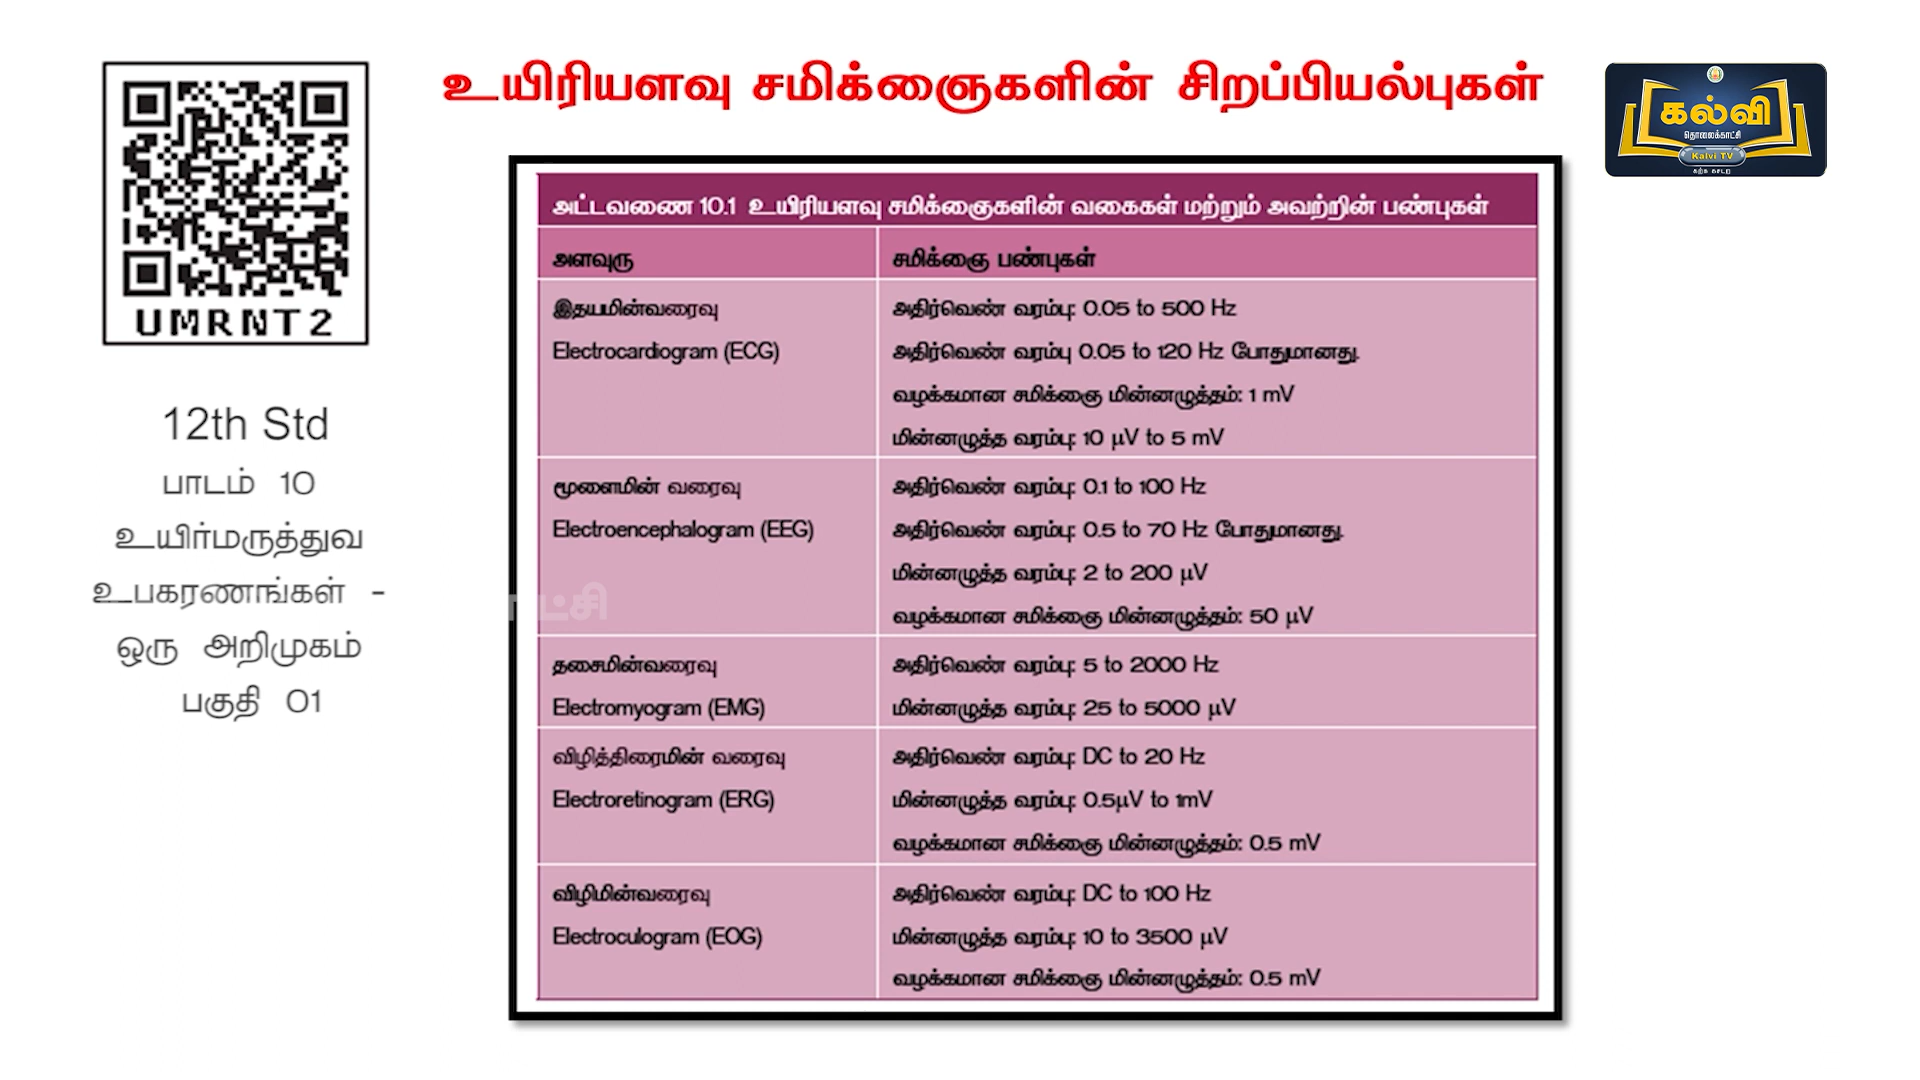 உயிரியளவு சமிக்ஞைகளின் சிறப்பியல்புகள்
கல்வி
தொலைக்காட்சி
Kalvi TV
கற்க கசடற
UMRNT2
12th Std
பாடம் 10
உயிர்மருத்துவ
உபகரணங்கள் -
ஒரு அறிமுகம்
பகுதி 01
அட்டவணை 10.1 உயிரியளவு சமிக்ஞைகளின் வகைகள் மற்றும் அவற்றின் பண்புகள்
அளவுரு
சமிக்ஞை பண்புகள்
இதயமின்வரைவு
Electrocardiogram (ECG)
அதிர்வெண் வரம்பு: 0.05 to 500 Hz
அதிர்வெண் வரம்பு 0.05 to 120 Hz போதுமானது.
வழக்கமான சமிக்ஞை மின்னழுத்தம்: 1 mV
மின்னழுத்த வரம்பு: 10 µV to 5 mV
மூளைமின் வரைவு
Electroencephalogram (EEG)
அதிர்வெண் வரம்பு: 0.1 to 100 Hz
அதிர்வெண் வரம்பு: 0.5 to 70 Hz போதுமானது.
மின்னழுத்த வரம்பு: 2 to 200 µV
வழக்கமான சமிக்ஞை மின்னழுத்தம்: 50 µV
தசைமின்வரைவு
Electromyogram (EMG)
அதிர்வெண் வரம்பு: 5 to 2000 Hz
மின்னழுத்த வரம்பு: 25 to 5000 µV
விழித்திரைமின் வரைவு
Electroretinogram (ERG)
அதிர்வெண் வரம்பு: DC to 20 Hz
மின்னழுத்த வரம்பு: 0.5µV to 1mV
வழக்கமான சமிக்ஞை மின்னழுத்தம்: 0.5 mV
விழிமின்வரைவு
Electroculogram (EOG)
அதிர்வெண் வரம்பு: DC to 100 Hz
மின்னழுத்த வரம்பு: 10 to 3500 µV
வழக்கமான சமிக்ஞை மின்னழுத்தம்: 0.5 mV